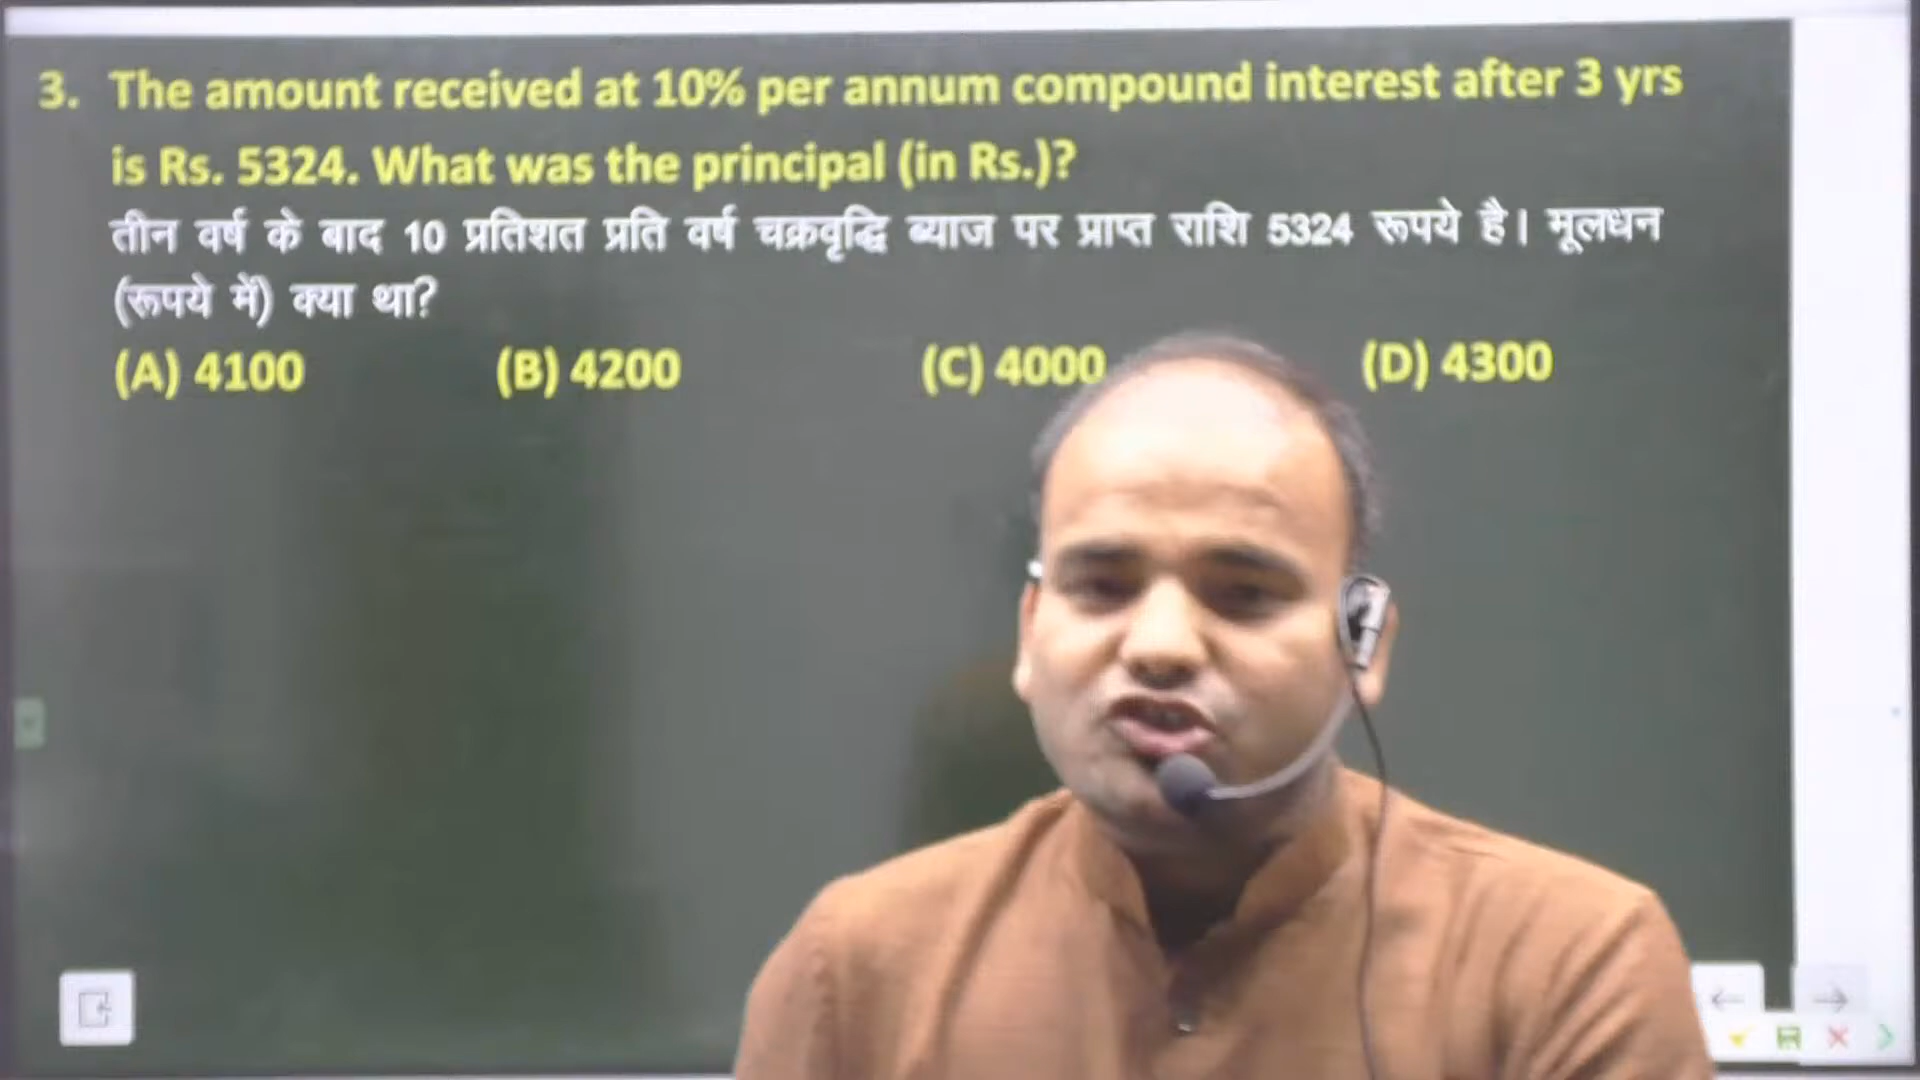 3. The amount received at 10% per annum compound interest after 3 yrs
is Rs. 5324. What was the principal (in Rs.)?
तीन वर्ष के बाद 10 प्रतिशत प्रति वर्ष चक्रवृद्धि ब्याज पर प्राप्त राशि 5324 रूपये है। मूलधन
(रूपये में) क्या था?
(A) 4100 (B) 4200 (C) 4000 (D) 4300